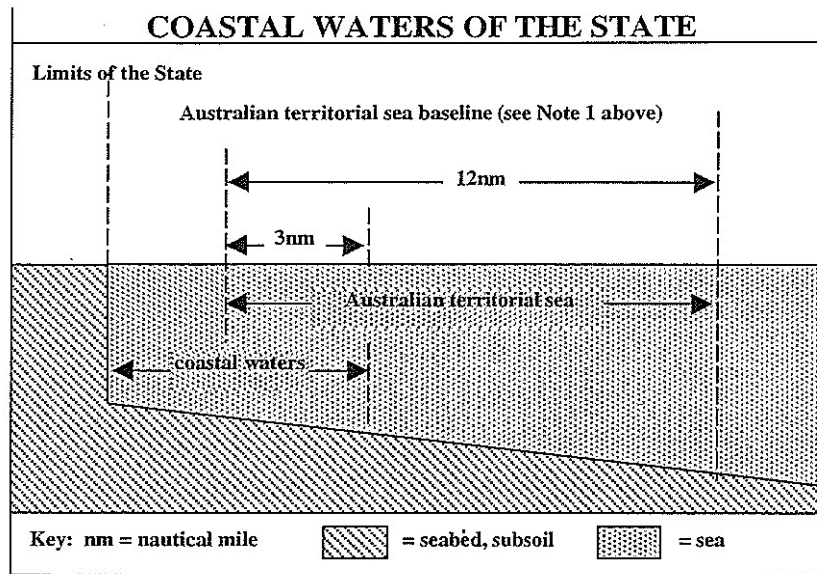 COASTAL WATERS OF THE STATE
Limits of the State
Australian territorial sea baseline (see Note 1 above)
12nm
3nm
Australian territorial sea
coastal waters
Key: nm = nautical mile = seabed, subsoil = sea